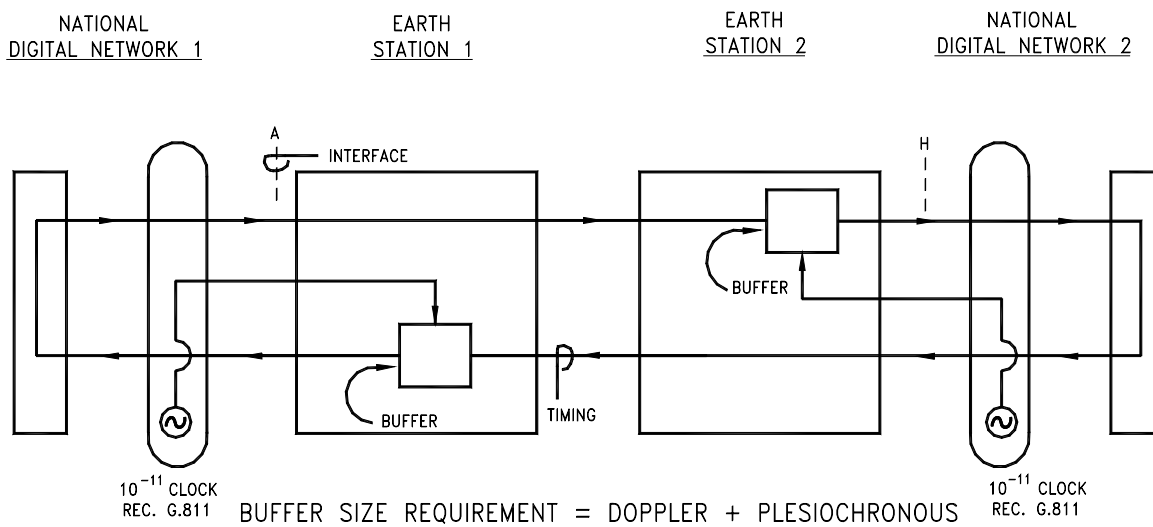 NATIONAL
DIGITAL NETWORK 1
EARTH
STATION 1
EARTH
STATION 2
NATIONAL
DIGITAL NETWORK 2
A
INTERFACE
H
BUFFER
BUFFER
TIMING
10⁻¹¹ CLOCK
REC. G.811
10⁻¹¹ CLOCK
REC. G.811
BUFFER SIZE REQUIREMENT = DOPPLER + PLESIOCHRONOUS